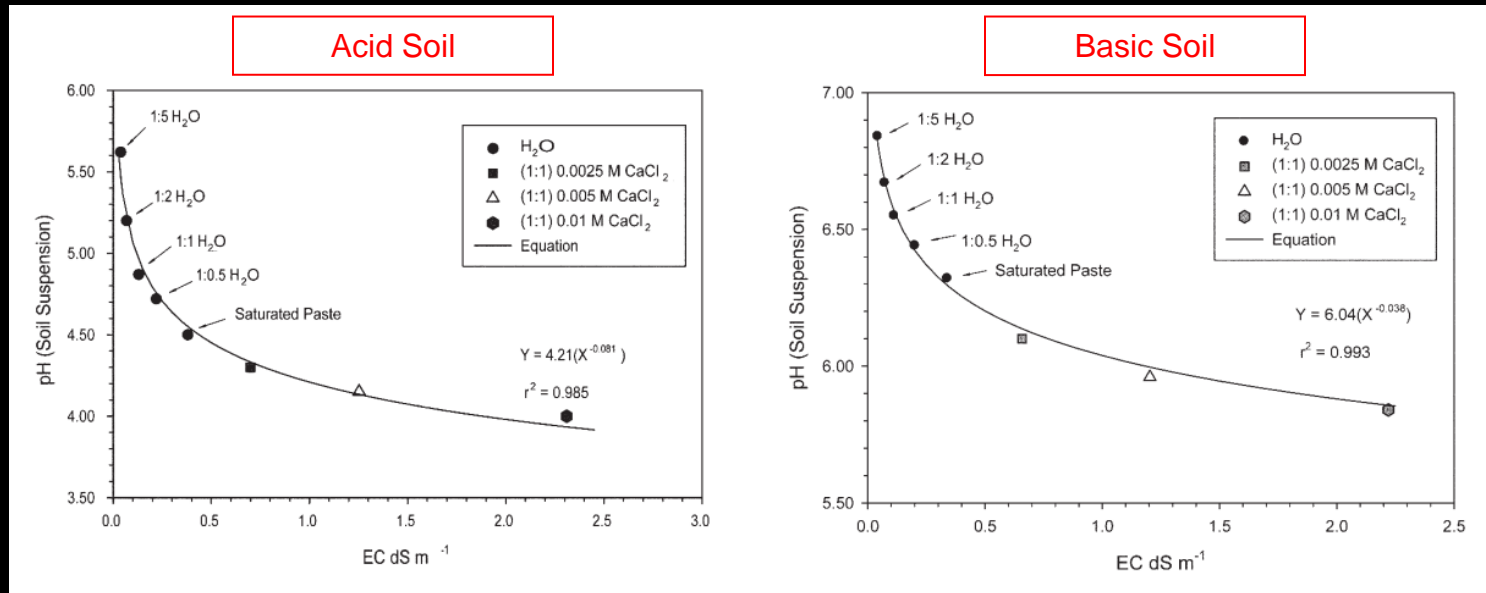 Acid Soil
6.00
5.50
5.00
4.50
4.00
3.50
pH (Soil Suspension)
1:5 H₂O
1:2 H₂O
1:1 H₂O
1:0.5 H₂O
Saturated Paste
H₂O
(1:1) 0.0025 M CaCl₂
(1:1) 0.005 M CaCl₂
(1:1) 0.01 M CaCl₂
Equation
Y = 4.21(X⁻⁰·⁰⁸¹)
r² = 0.985
0.0 0.5 1.0 1.5 2.0 2.5 3.0
EC dS m⁻¹
Basic Soil
7.00
6.50
6.00
5.50
pH (Soil Suspension)
1:5 H₂O
1:2 H₂O
1:1 H₂O
1:0.5 H₂O
Saturated Paste
H₂O
(1:1) 0.0025 M CaCl₂
(1:1) 0.005 M CaCl₂
(1:1) 0.01 M CaCl₂
Equation
Y = 6.04(X⁻⁰·⁰³⁸)
r² = 0.993
0.0 0.5 1.0 1.5 2.0 2.5
EC dS m⁻¹